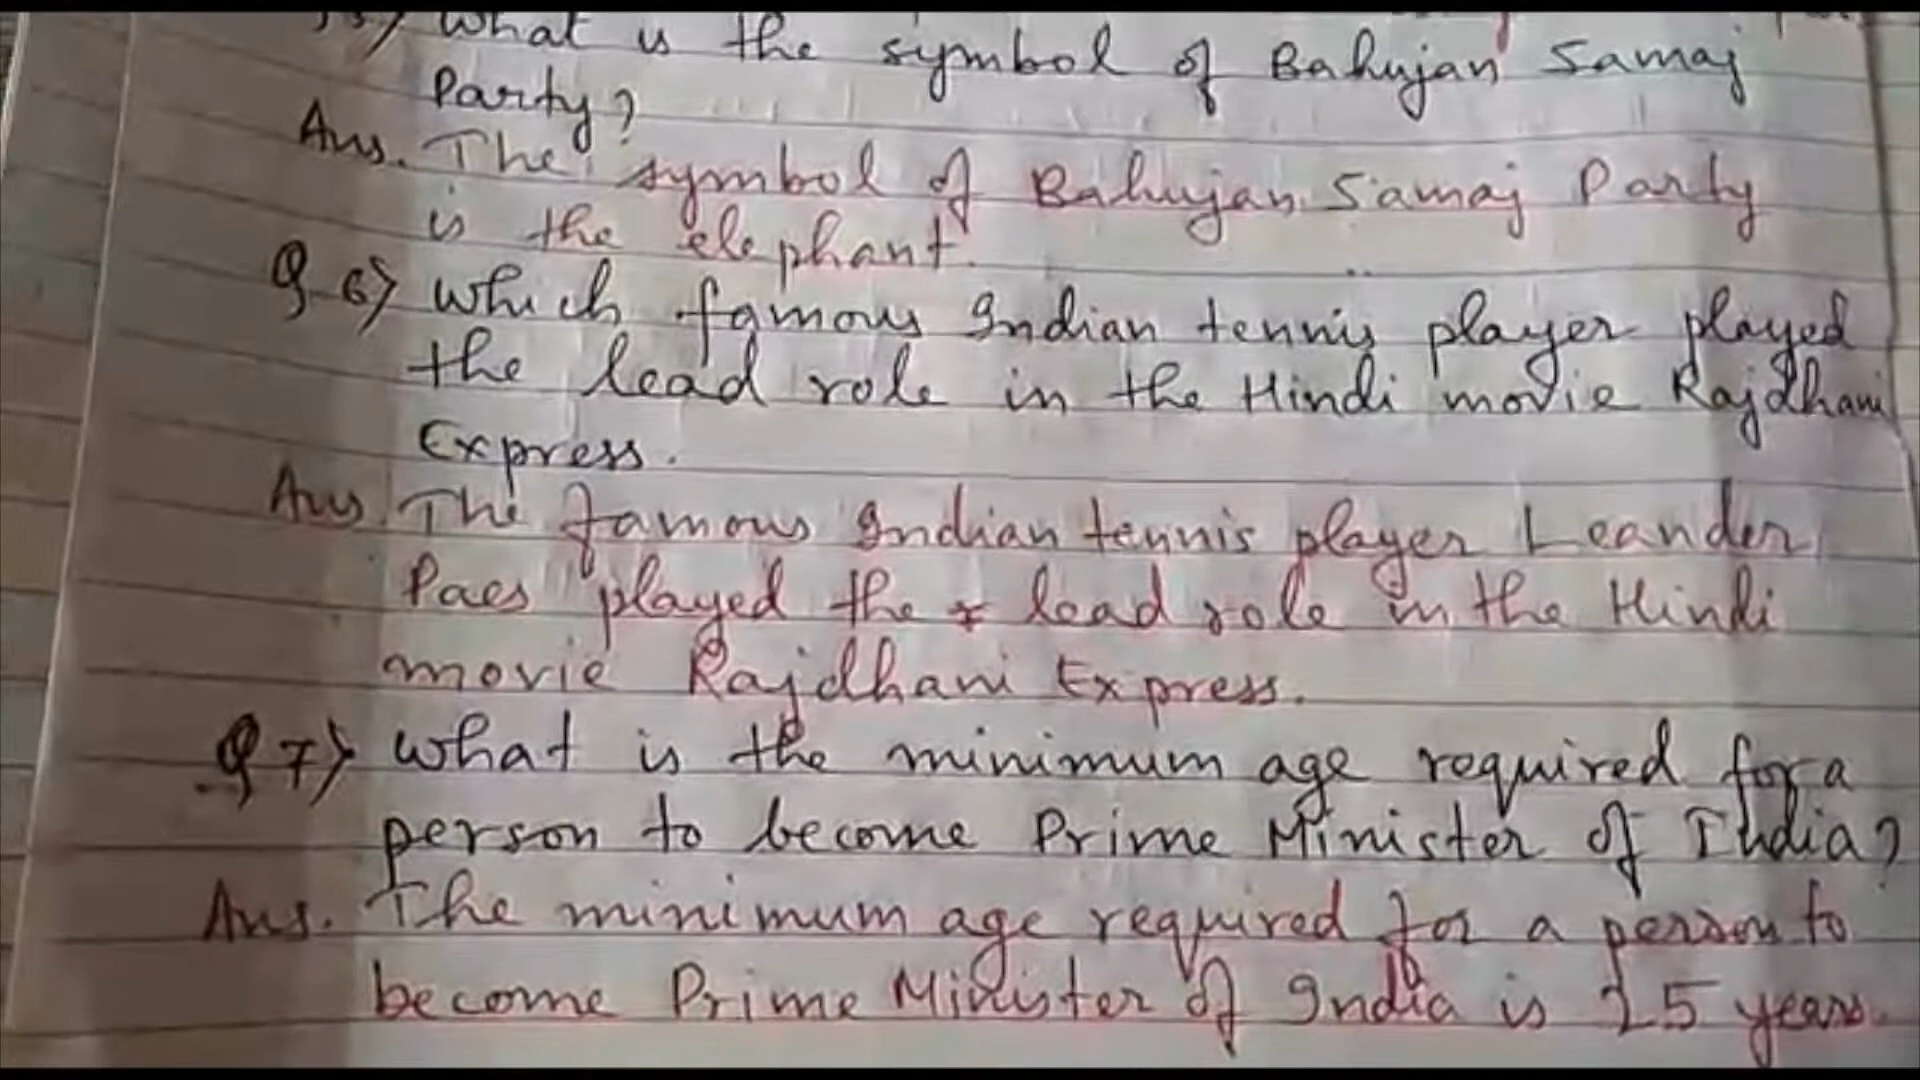 What is the symbol of Bahujan Samaj
Party?
Ans. The symbol of Bahujan Samaj Party
is the elephant.
Q 6) Which famous Indian tennis player played
the lead role in the Hindi movie Rajdhani
Express.
Ans The famous Indian tennis player Leander
Paes played the lead role in the Hindi
movie Rajdhani Express.
Q 7) What is the minimum age required for a
person to become Prime Minister of India?
Ans. The minimum age required for a person to
become Prime Minister of India is 25 years.